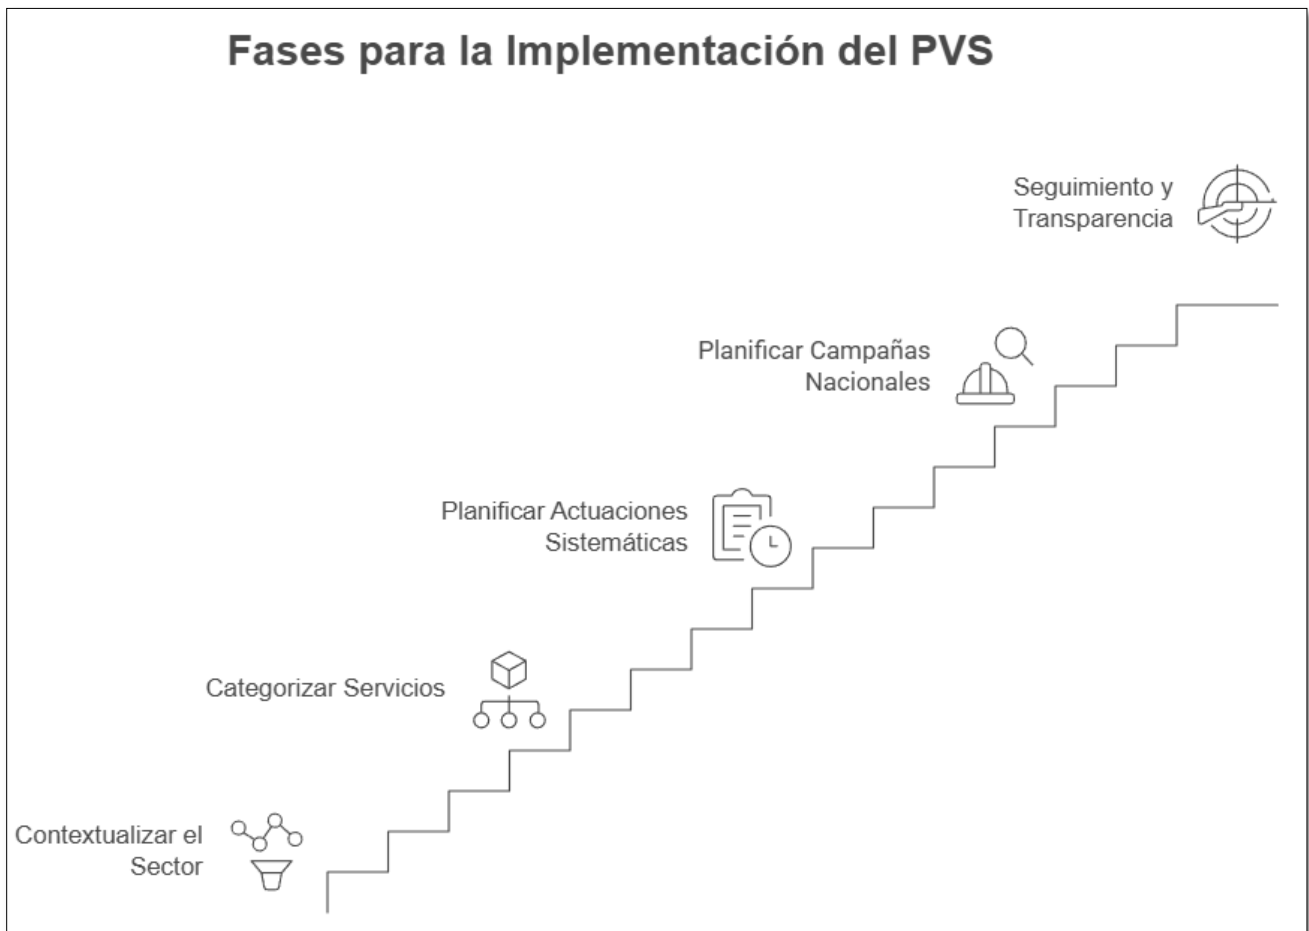 Fases para la Implementación del PVS
Seguimiento y
Transparencia
Planificar Campañas
Nacionales
Planificar Actuaciones
Sistemáticas
Categorizar Servicios
Contextualizar el
Sector